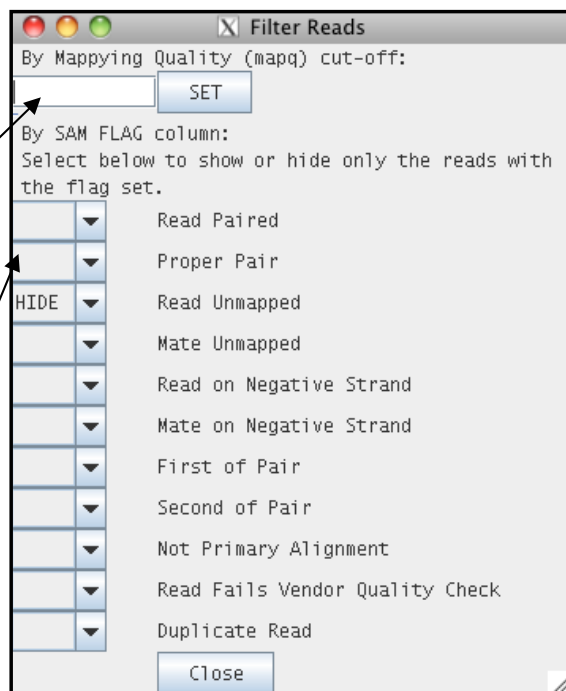 Filter Reads
By Mappying Quality (mapq) cut-off:
SET
By SAM FLAG column:
Select below to show or hide only the reads with
the flag set.
Read Paired
Proper Pair
HIDE Read Unmapped
Mate Unmapped
Read on Negative Strand
Mate on Negative Strand
First of Pair
Second of Pair
Not Primary Alignment
Read Fails Vendor Quality Check
Duplicate Read
Close